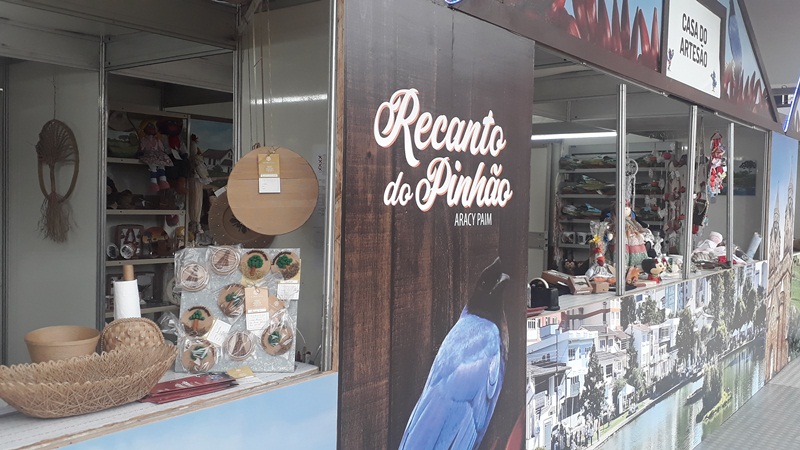 Recanto
do Pinhão
ARACY PAIM
CASA DO
ARTESÃO